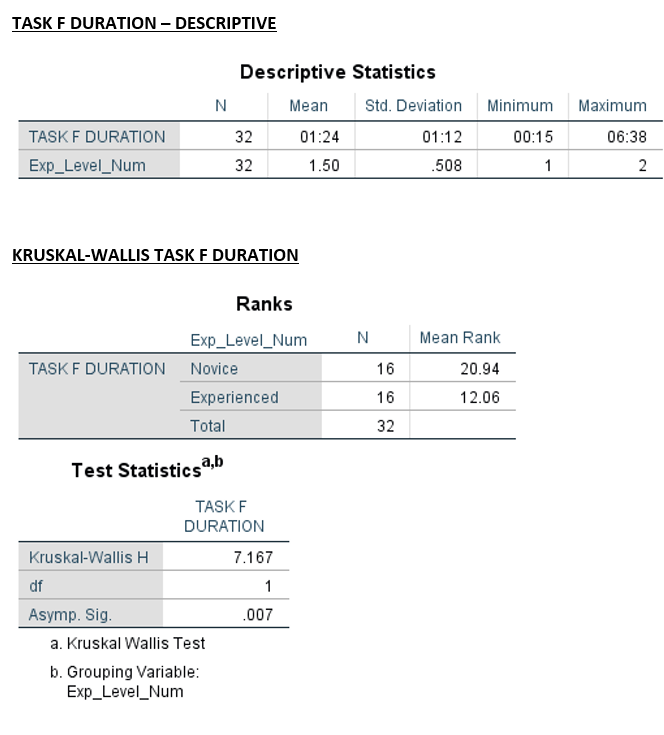 TASK F DURATION – DESCRIPTIVE
Descriptive Statistics
N Mean Std. Deviation Minimum Maximum
TASK F DURATION 32 01:24 01:12 00:15 06:38
Exp_Level_Num 32 1.50 .508 1 2
KRUSKAL-WALLIS TASK F DURATION
Ranks
Exp_Level_Num N Mean Rank
TASK F DURATION Novice 16 20.94
Experienced 16 12.06
Total 32
Test Statistics a,b
TASK F
DURATION
Kruskal-Wallis H 7.167
df 1
Asymp. Sig. .007
a. Kruskal Wallis Test
b. Grouping Variable:
Exp_Level_Num